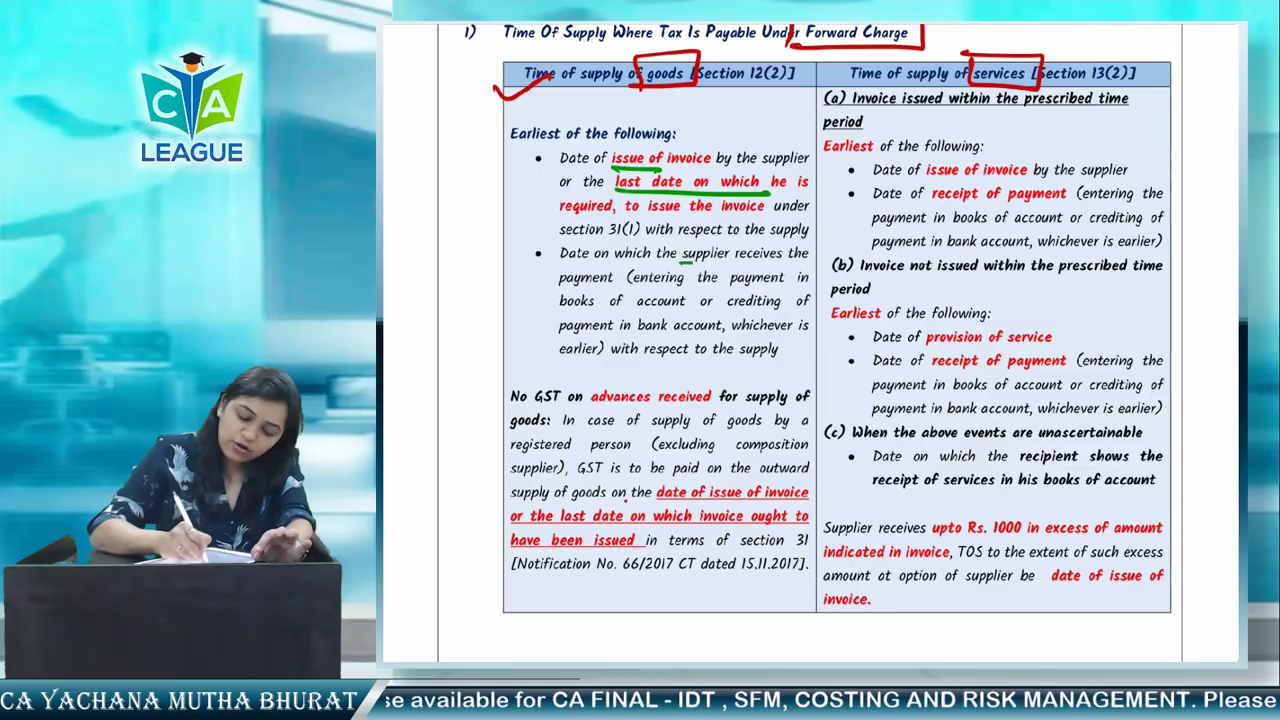 CA
LEAGUE
1) Time Of Supply Where Tax Is Payable Under Forward Charge
Time of supply of goods [Section 12(2)]
Earliest of the following:
• Date of issue of invoice by the supplier
or the last date on which he is
required, to issue the invoice under
section 31(1) with respect to the supply
• Date on which the supplier receives the
payment (entering the payment in
books of account or crediting of
payment in bank account, whichever is
earlier) with respect to the supply
No GST on advances received for supply of
goods: In case of supply of goods by a
registered person (excluding composition
supplier), GST is to be paid on the outward
supply of goods on the date of issue of invoice
or the last date on which invoice ought to
have been issued in terms of section 31
[Notification No. 66/2017 CT dated 15.11.2017].
Time of supply of services [Section 13(2)]
(a) Invoice issued within the prescribed time
period
Earliest of the following:
• Date of issue of invoice by the supplier
• Date of receipt of payment (entering the
payment in books of account or crediting of
payment in bank account, whichever is earlier)
(b) Invoice not issued within the prescribed time
period
Earliest of the following:
• Date of provision of service
• Date of receipt of payment (entering the
payment in books of account or crediting of
payment in bank account, whichever is earlier)
(c) When the above events are unascertainable
• Date on which the recipient shows the
receipt of services in his books of account
Supplier receives upto Rs. 1000 in excess of amount
indicated in invoice, TOS to the extent of such excess
amount at option of supplier be date of issue of
invoice.
CA YACHANA MUTHA BHURAT
se available for CA FINAL - IDT , SFM, COSTING AND RISK MANAGEMENT. Please